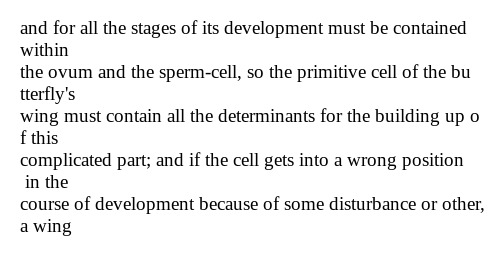 and for all the stages of its development must be contained
within
the ovum and the sperm-cell, so the primitive cell of the bu
tterfly's
wing must contain all the determinants for the building up o
f this
complicated part; and if the cell gets into a wrong position
 in the
course of development because of some disturbance or other,
a wing